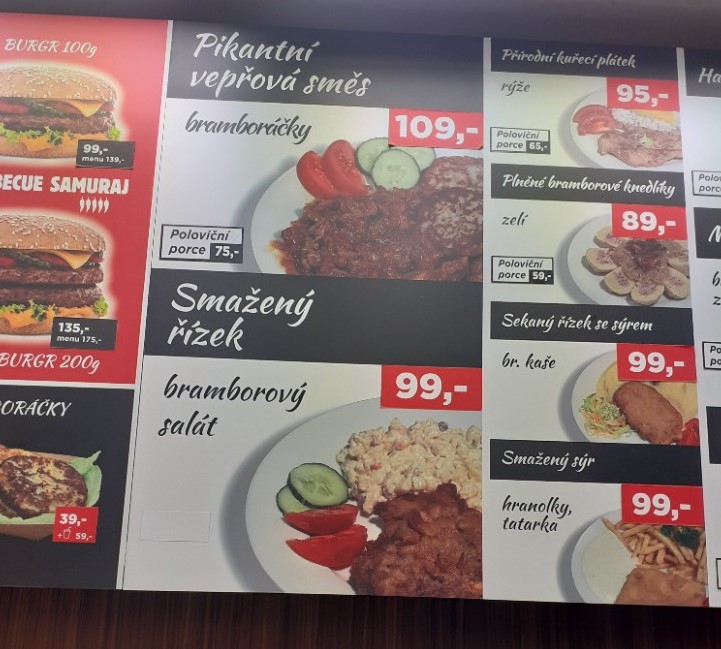 BURGR 100g
99,-
menu 139,-
BECUE SAMURAJ
135,-
menu 175,-
BURGR 200g
ORÁČKY
39,-
59,-
Pikantní
vepřová směs
bramboráčky
109,-
Poloviční
porce 75,-
Smažený
řízek
bramborový
salát
99,-
Přírodní kuřecí plátek
rýže
95,-
Poloviční
porce 65,-
Plněné bramborové knedlíky
zelí
89,-
Poloviční
porce 59,-
Sekaný řízek se sýrem
br. kaše
99,-
Smažený sýr
hranolky,
tatarka
99,-
Ha